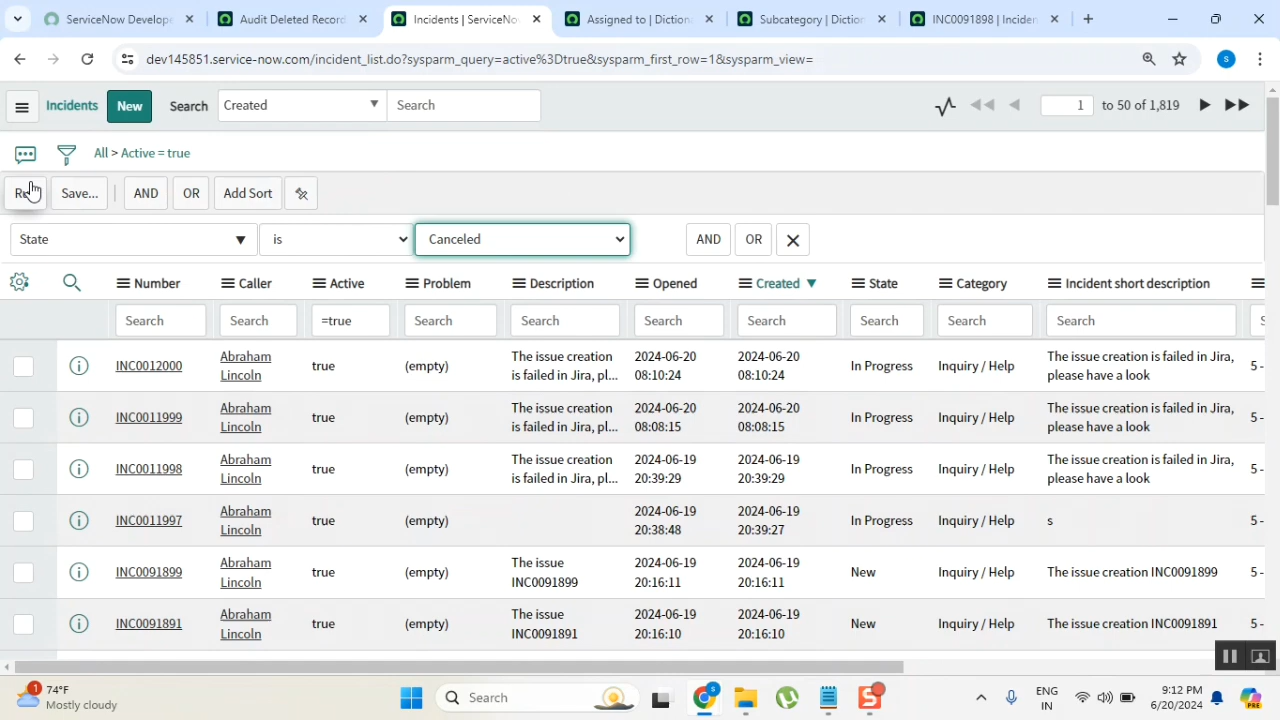 ServiceNow Develope
Audit Deleted Record
Incidents | ServiceNo
Assigned to | Diction
Subcategory | Diction
INC0091898 | Inciden
dev145851.service-now.com/incident_list.do?sysparm_query=active%3Dtrue&sysparm_first_row=1&sysparm_view=
s
Incidents New Search Created Search 1 to 50 of 1,819
All > Active = true
Save... AND OR Add Sort
State is Canceled AND OR
Number Caller Active Problem Description Opened Created State Category Incident short description
Search Search =true Search Search Search Search Search Search Search
INC0012000 Abraham Lincoln true (empty) The issue creation is failed in Jira, pl... 2024-06-20 08:10:24 2024-06-20 08:10:24 In Progress Inquiry / Help The issue creation is failed in Jira, please have a look 5 -
INC0011999 Abraham Lincoln true (empty) The issue creation is failed in Jira, pl... 2024-06-20 08:08:15 2024-06-20 08:08:15 In Progress Inquiry / Help The issue creation is failed in Jira, please have a look 5 -
INC0011998 Abraham Lincoln true (empty) The issue creation is failed in Jira, pl... 2024-06-19 20:39:29 2024-06-19 20:39:29 In Progress Inquiry / Help The issue creation is failed in Jira, please have a look 5 -
INC0011997 Abraham Lincoln true (empty) 2024-06-19 20:38:48 2024-06-19 20:39:27 In Progress Inquiry / Help s 5 -
INC0091899 Abraham Lincoln true (empty) The issue INC0091899 2024-06-19 20:16:11 2024-06-19 20:16:11 New Inquiry / Help The issue creation INC0091899 5 -
INC0091891 Abraham Lincoln true (empty) The issue INC0091891 2024-06-19 20:16:10 2024-06-19 20:16:10 New Inquiry / Help The issue creation INC0091891 5 -
1 74°F
Mostly cloudy
Search
S
S
ENG
IN
9:12 PM
6/20/2024
PRE